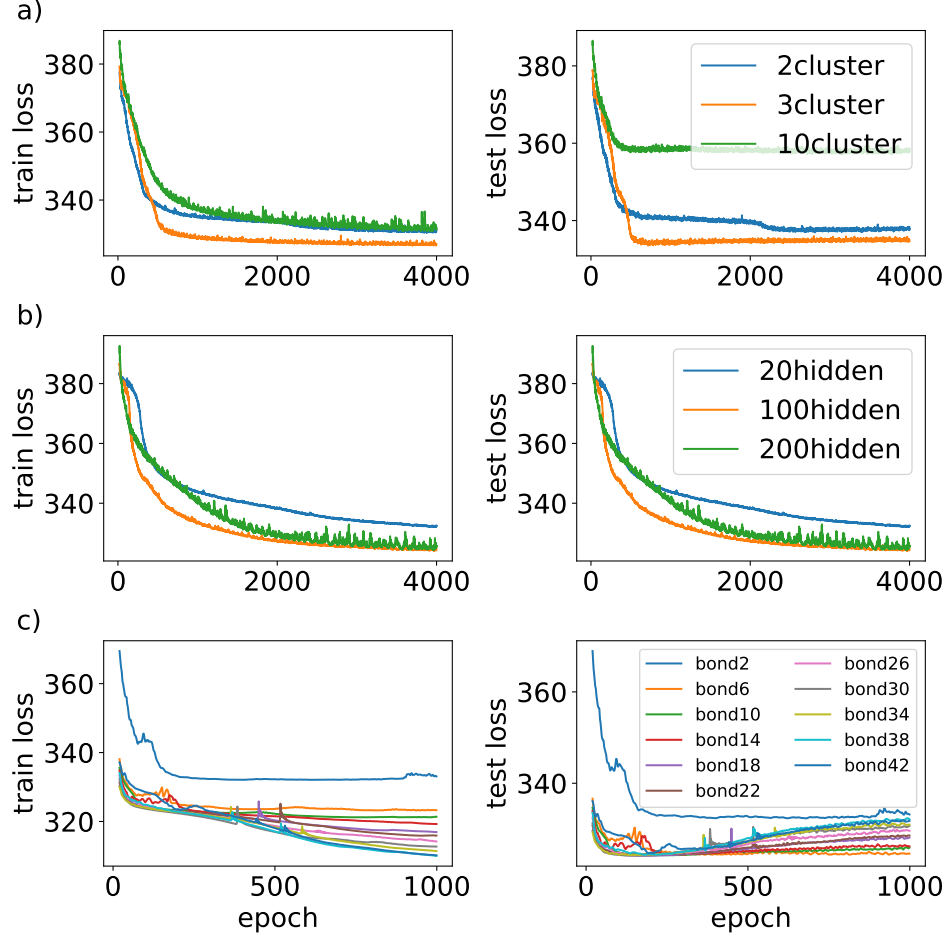 a)
train loss
380
360
340
0
2000
4000
test loss
380
360
340
0
2000
4000
2cluster
3cluster
10cluster
b)
train loss
380
360
340
0
2000
4000
test loss
380
360
340
0
2000
4000
20hidden
100hidden
200hidden
c)
train loss
360
340
320
0
500
1000
epoch
test loss
360
340
0
500
1000
epoch
bond2
bond6
bond10
bond14
bond18
bond22
bond26
bond30
bond34
bond38
bond42